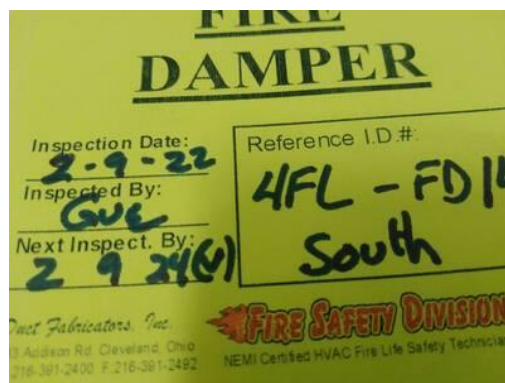 FIRE
DAMPER
Inspection Date:
2-9-22
Inspected By:
Gue
Next Inspect. By:
2 9 24(V)
Reference I.D.#:
4FL - FD14
South
Duct Fabricators, Inc.
Addison Rd. Cleveland, Ohio
216-391-2400 F:216-391-2492
FIRE SAFETY DIVISION
NEMI Certified HVAC Fire Life Safety Technician